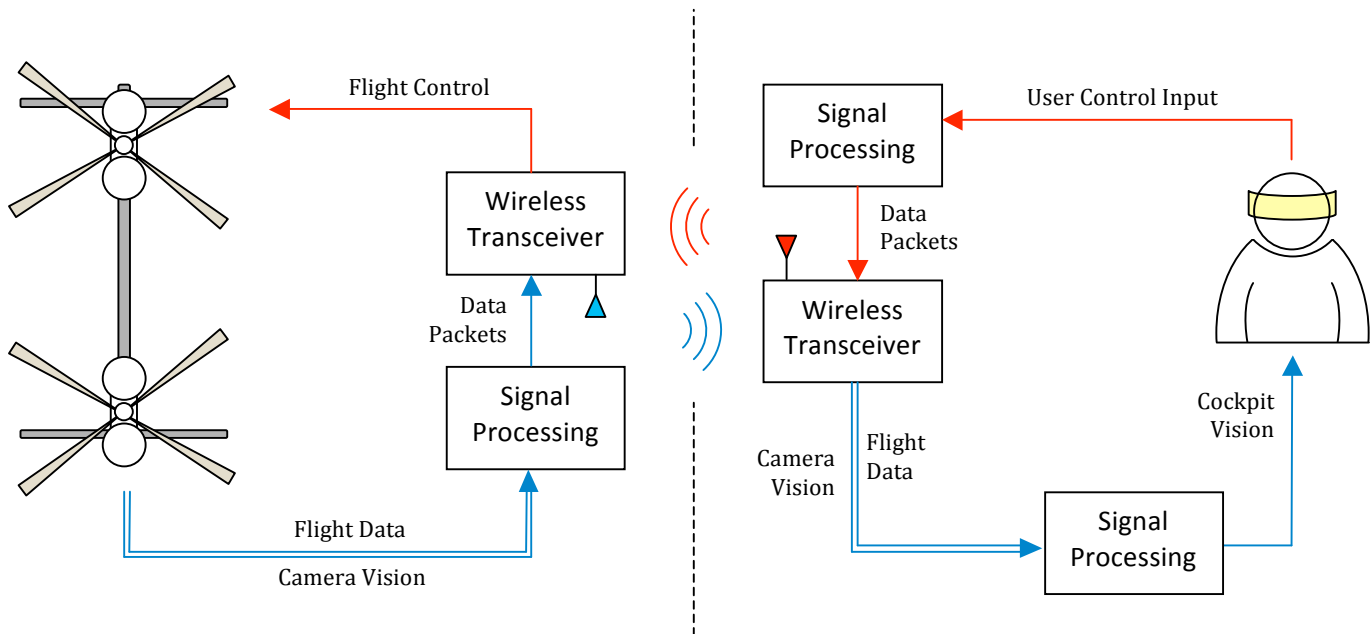 Flight Control
Wireless
Transceiver
Data
Packets
Signal
Processing
Flight Data
Camera Vision
Signal
Processing
User Control Input
Data
Packets
Wireless
Transceiver
Camera
Vision
Flight
Data
Signal
Processing
Cockpit
Vision